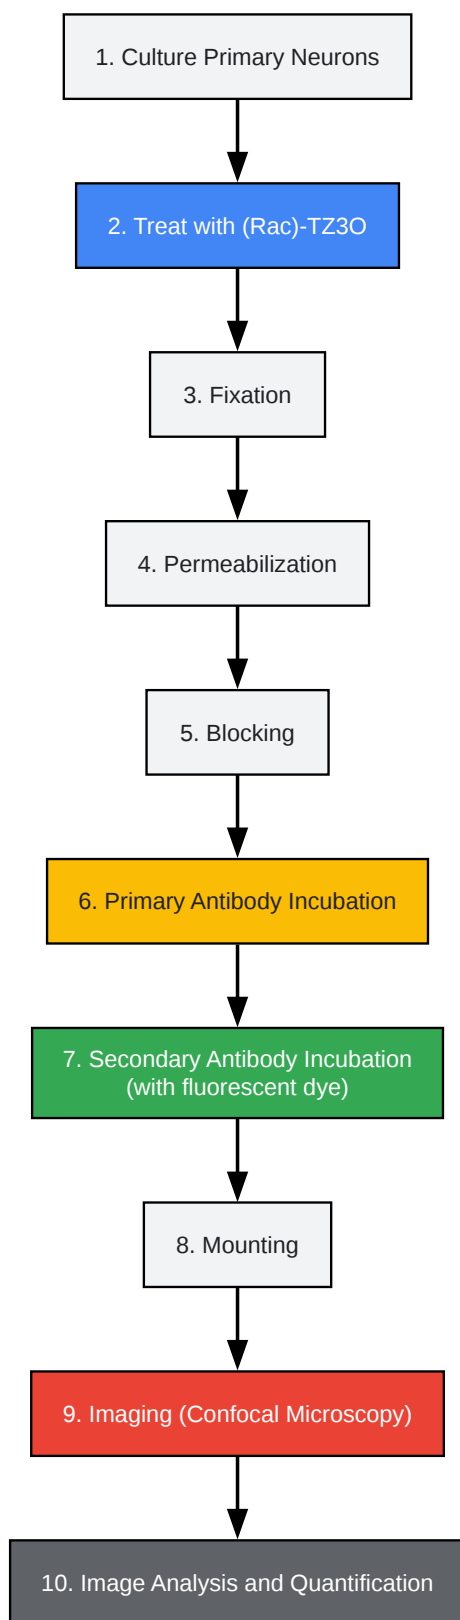 1. Culture Primary Neurons
2. Treat with (Rac)-TZ3O
3. Fixation
4. Permeabilization
5. Blocking
6. Primary Antibody Incubation
7. Secondary Antibody Incubation
(with fluorescent dye)
8. Mounting
9. Imaging (Confocal Microscopy)
10. Image Analysis and Quantification